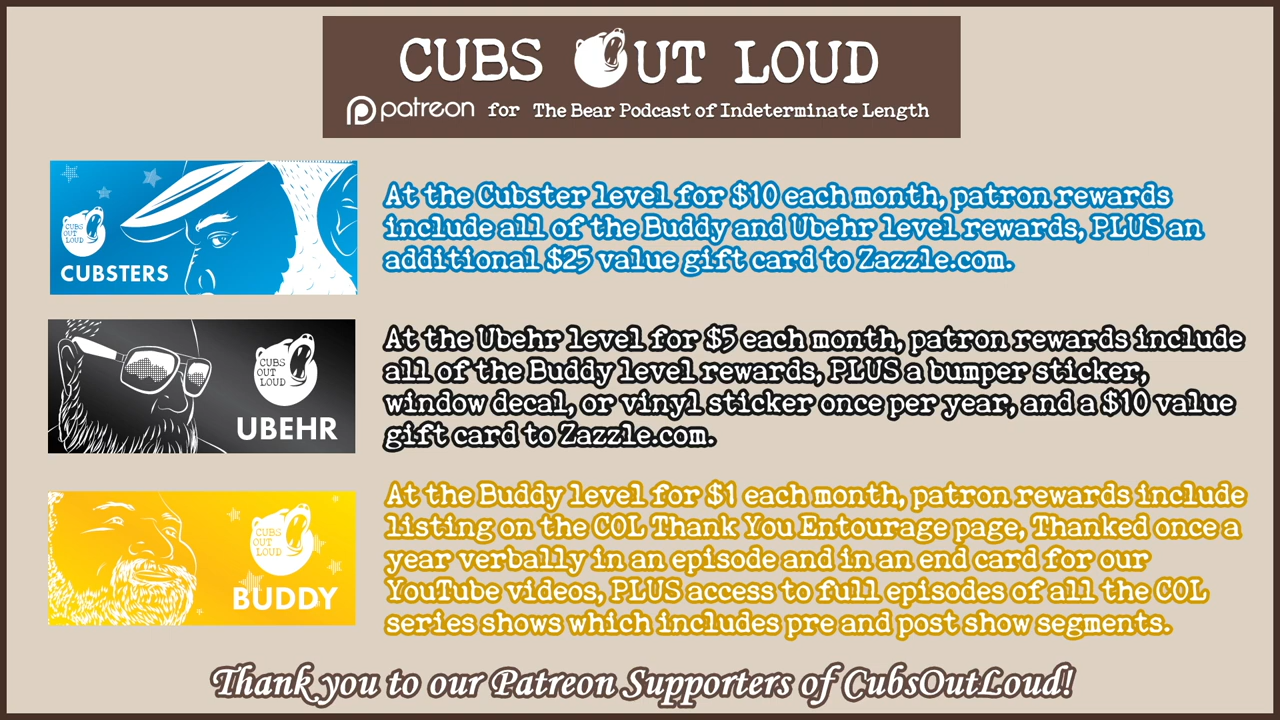 CUBS OUT LOUD
patreon for The Bear Podcast of Indeterminate Length
At the Cubster level for $10 each month, patron rewards
include all of the Buddy and Ubehr level rewards, PLUS an
additional $25 value gift card to Zazzle.com.
CUBS
OUT
LOUD
CUBSTERS
At the Ubehr level for $5 each month, patron rewards include
all of the Buddy level rewards, PLUS a bumper sticker,
window decal, or vinyl sticker once per year, and a $10 value
gift card to Zazzle.com.
CUBS
OUT
LOUD
UBEHR
At the Buddy level for $1 each month, patron rewards include
listing on the COL Thank You Entourage page, Thanked once a
year verbally in an episode and in an end card for our
YouTube videos, PLUS access to full episodes of all the COL
series shows which includes pre and post show segments.
CUBS
OUT
LOUD
BUDDY
Thank you to our Patreon Supporters of CubsOutLoud!